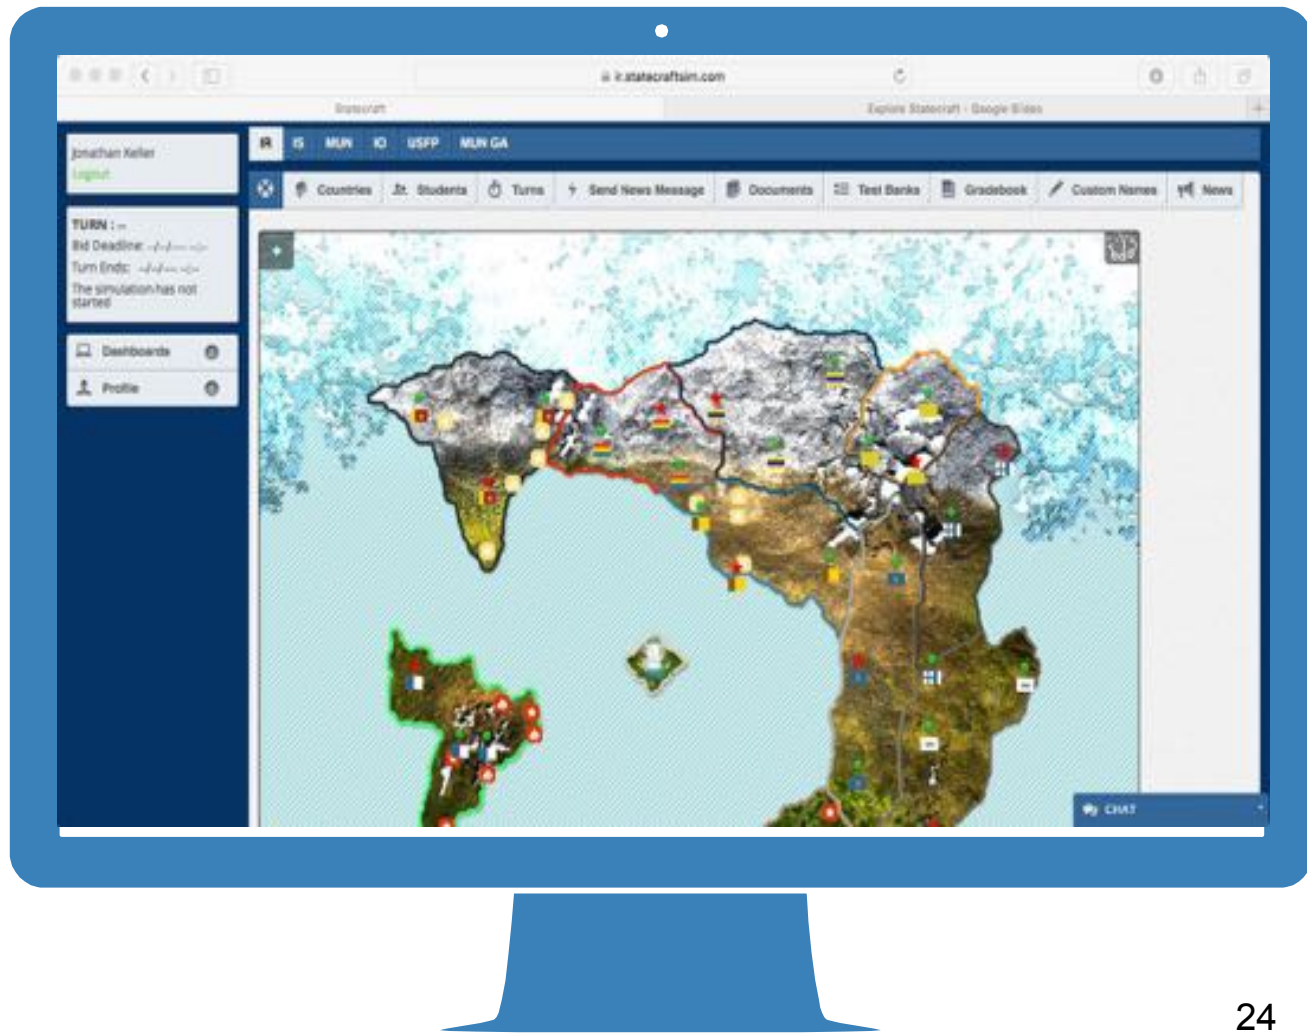 ir.statecraftsim.com
Statecraft
Explore Statecraft - Google Slides
Jonathan Keller
Logout
IR IS MUN IO USFP MUN GA
Countries Students Turns Send News Message Documents Test Banks Gradebook Custom Names News
TURN : --
Bid Deadline: --/--/---- --:--
Turn Ends: --/--/---- --:--
The simulation has not
started
Dashboards
Profile
CHAT
24